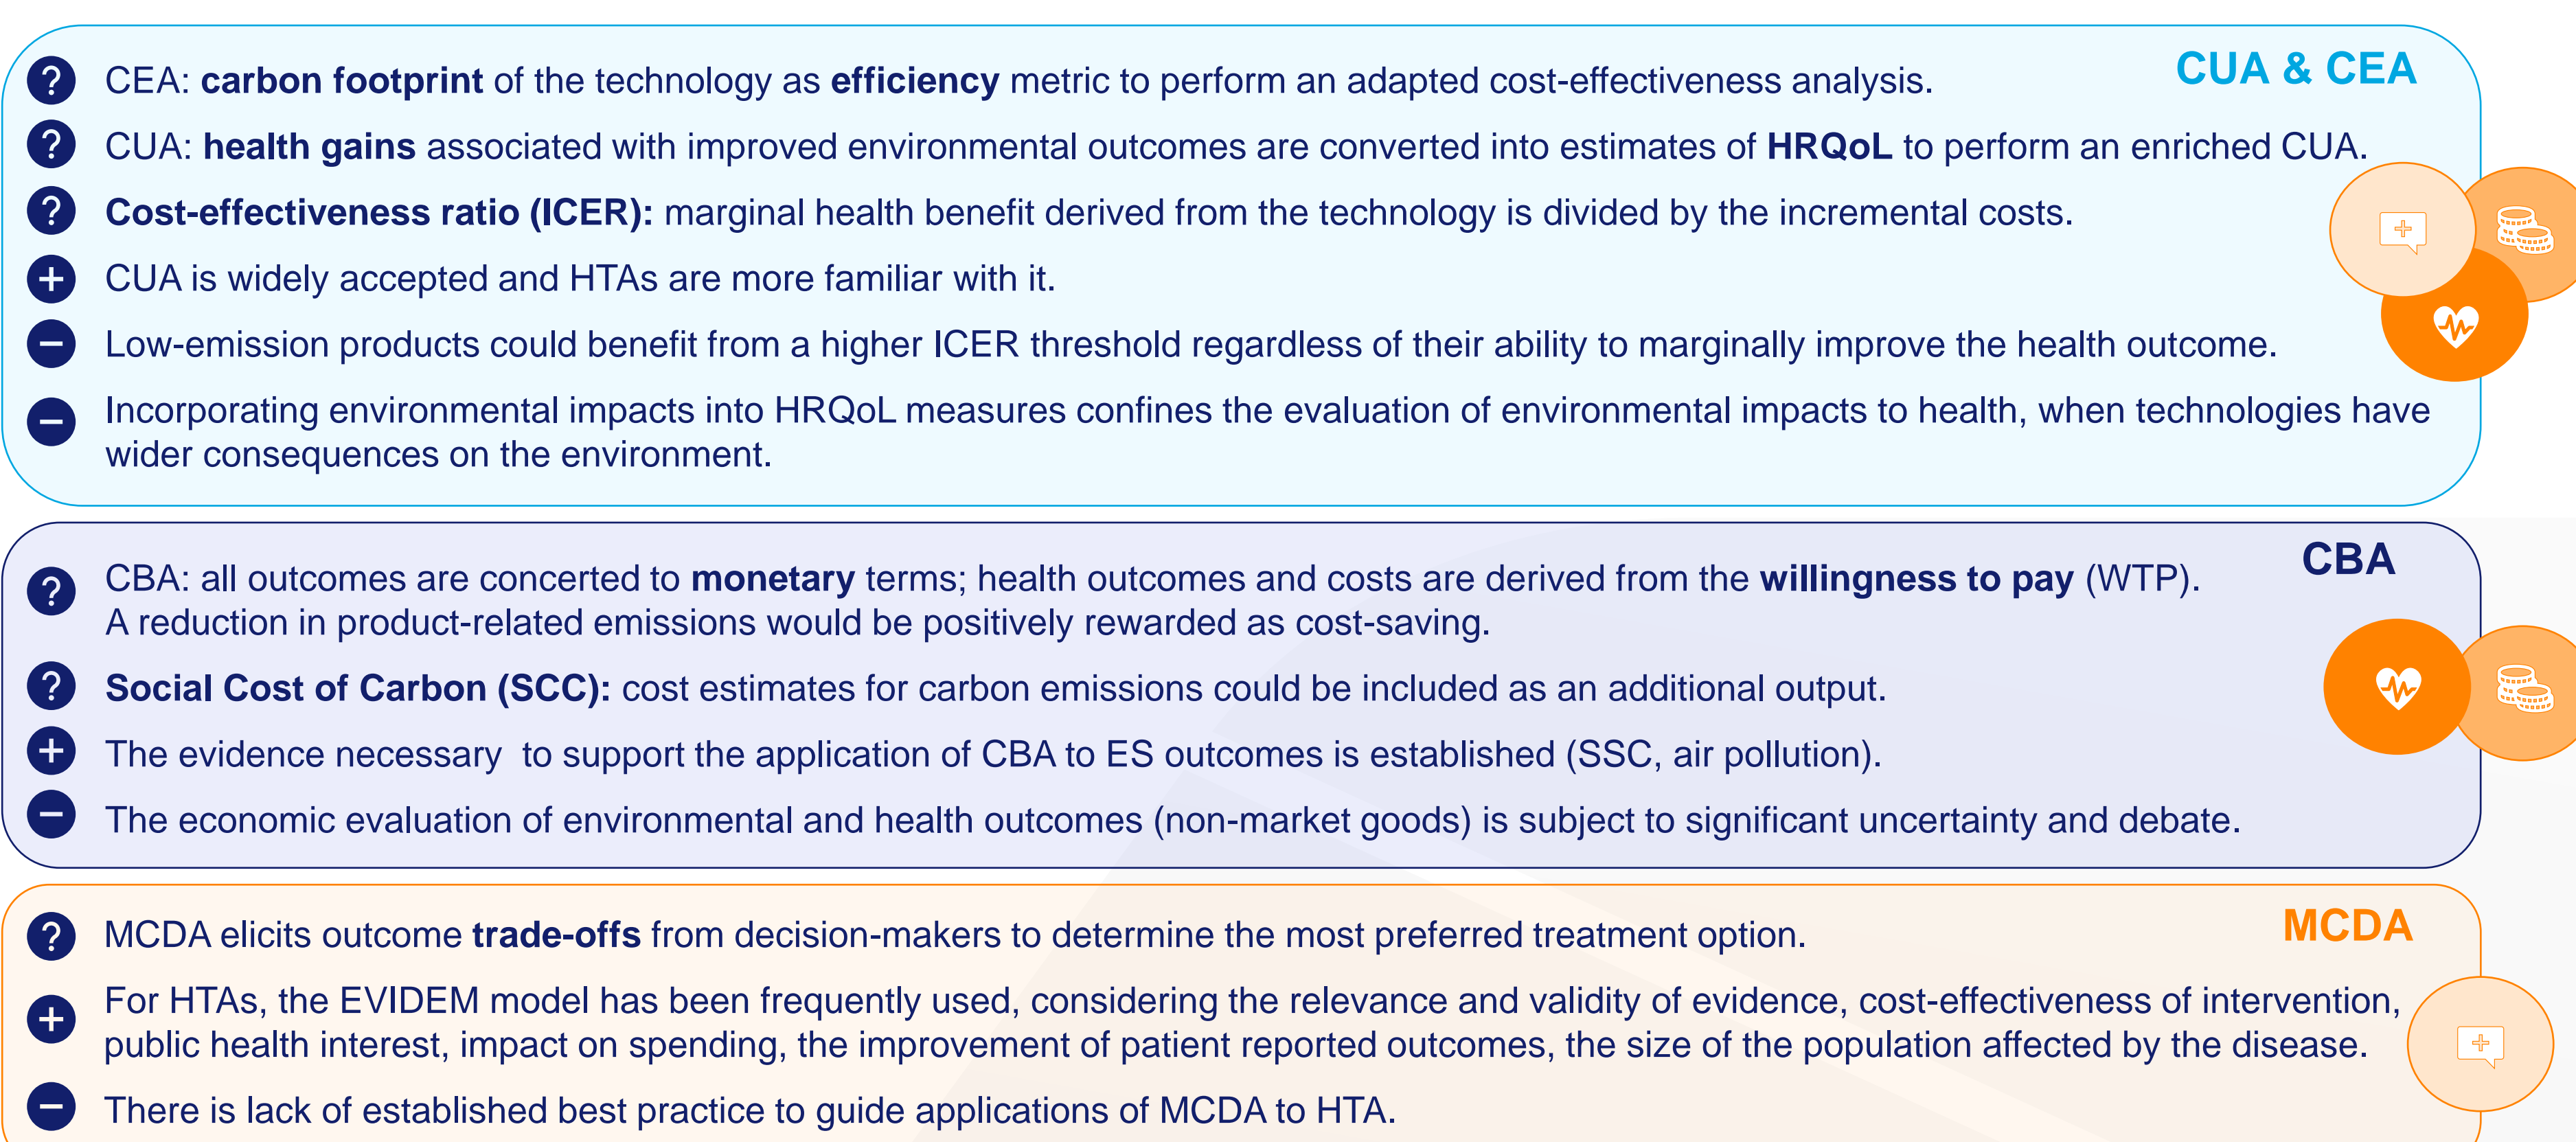 CUA & CEA
CEA: carbon footprint of the technology as efficiency metric to perform an adapted cost-effectiveness analysis.
CUA: health gains associated with improved environmental outcomes are converted into estimates of HRQoL to perform an enriched CUA.
Cost-effectiveness ratio (ICER): marginal health benefit derived from the technology is divided by the incremental costs.
CUA is widely accepted and HTAs are more familiar with it.
Low-emission products could benefit from a higher ICER threshold regardless of their ability to marginally improve the health outcome.
Incorporating environmental impacts into HRQoL measures confines the evaluation of environmental impacts to health, when technologies have
wider consequences on the environment.
CBA
CBA: all outcomes are concerted to monetary terms; health outcomes and costs are derived from the willingness to pay (WTP).
A reduction in product-related emissions would be positively rewarded as cost-saving.
Social Cost of Carbon (SCC): cost estimates for carbon emissions could be included as an additional output.
The evidence necessary  to support the application of CBA to ES outcomes is established (SSC, air pollution).
The economic evaluation of environmental and health outcomes (non-market goods) is subject to significant uncertainty and debate.
MCDA
MCDA elicits outcome trade-offs from decision-makers to determine the most preferred treatment option.
For HTAs, the EVIDEM model has been frequently used, considering the relevance and validity of evidence, cost-effectiveness of intervention,
public health interest, impact on spending, the improvement of patient reported outcomes, the size of the population affected by the disease.
There is lack of established best practice to guide applications of MCDA to HTA.